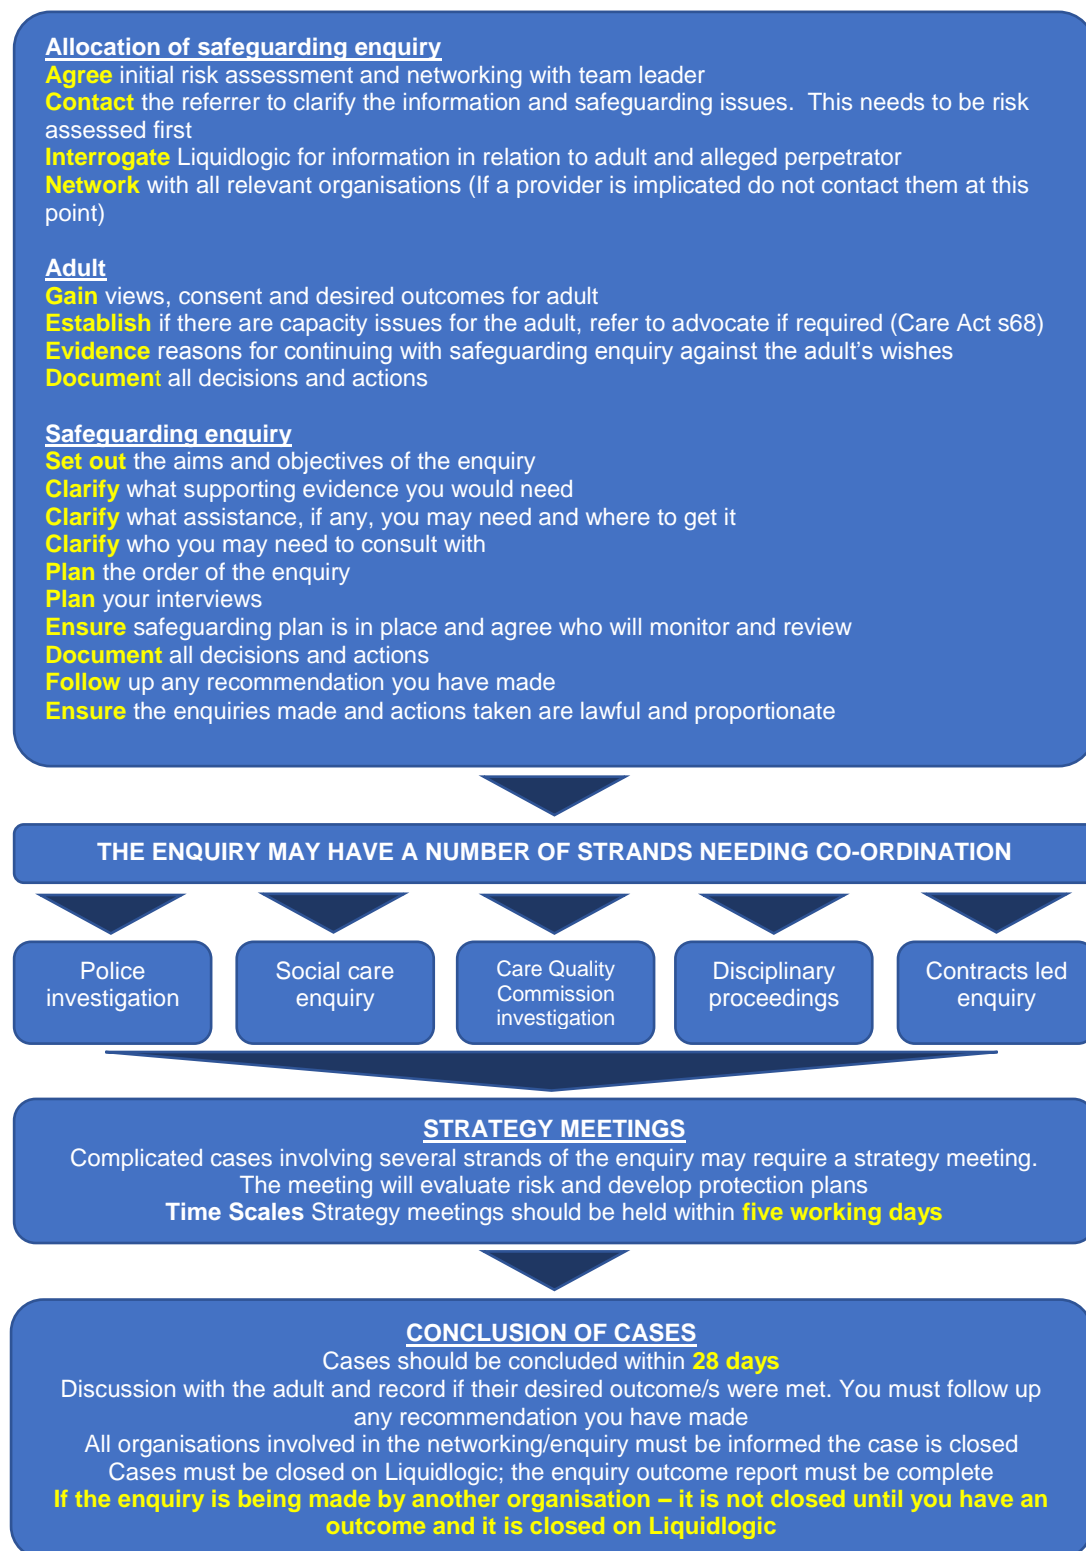 Allocation of safeguarding enquiry
Agree initial risk assessment and networking with team leader
Contact the referrer to clarify the information and safeguarding issues.  This needs to be risk
assessed first
Interrogate Liquidlogic for information in relation to adult and alleged perpetrator
Network with all relevant organisations (If a provider is implicated do not contact them at this
point)
Adult
Gain views, consent and desired outcomes for adult
Establish if there are capacity issues for the adult, refer to advocate if required (Care Act s68)
Evidence reasons for continuing with safeguarding enquiry against the adult's wishes
Document all decisions and actions
Safeguarding enquiry
Set out the aims and objectives of the enquiry
Clarify what supporting evidence you would need
Clarify what assistance, if any, you may need and where to get it
Clarify who you may need to consult with
Plan the order of the enquiry
Plan your interviews
Ensure safeguarding plan is in place and agree who will monitor and review
Document all decisions and actions
Follow up any recommendation you have made
Ensure the enquiries made and actions taken are lawful and proportionate
THE ENQUIRY MAY HAVE A NUMBER OF STRANDS NEEDING CO-ORDINATION
Police
investigation
Social care
enquiry
Care Quality
Commission
investigation
Disciplinary
proceedings
Contracts led
enquiry
STRATEGY MEETINGS
Complicated cases involving several strands of the enquiry may require a strategy meeting.
The meeting will evaluate risk and develop protection plans
Time Scales Strategy meetings should be held within five working days
CONCLUSION OF CASES
Cases should be concluded within 28 days
Discussion with the adult and record if their desired outcome/s were met. You must follow up
any recommendation you have made
All organisations involved in the networking/enquiry must be informed the case is closed
Cases must be closed on Liquidlogic; the enquiry outcome report must be complete
If the enquiry is being made by another organisation – it is not closed until you have an
outcome and it is closed on Liquidlogic